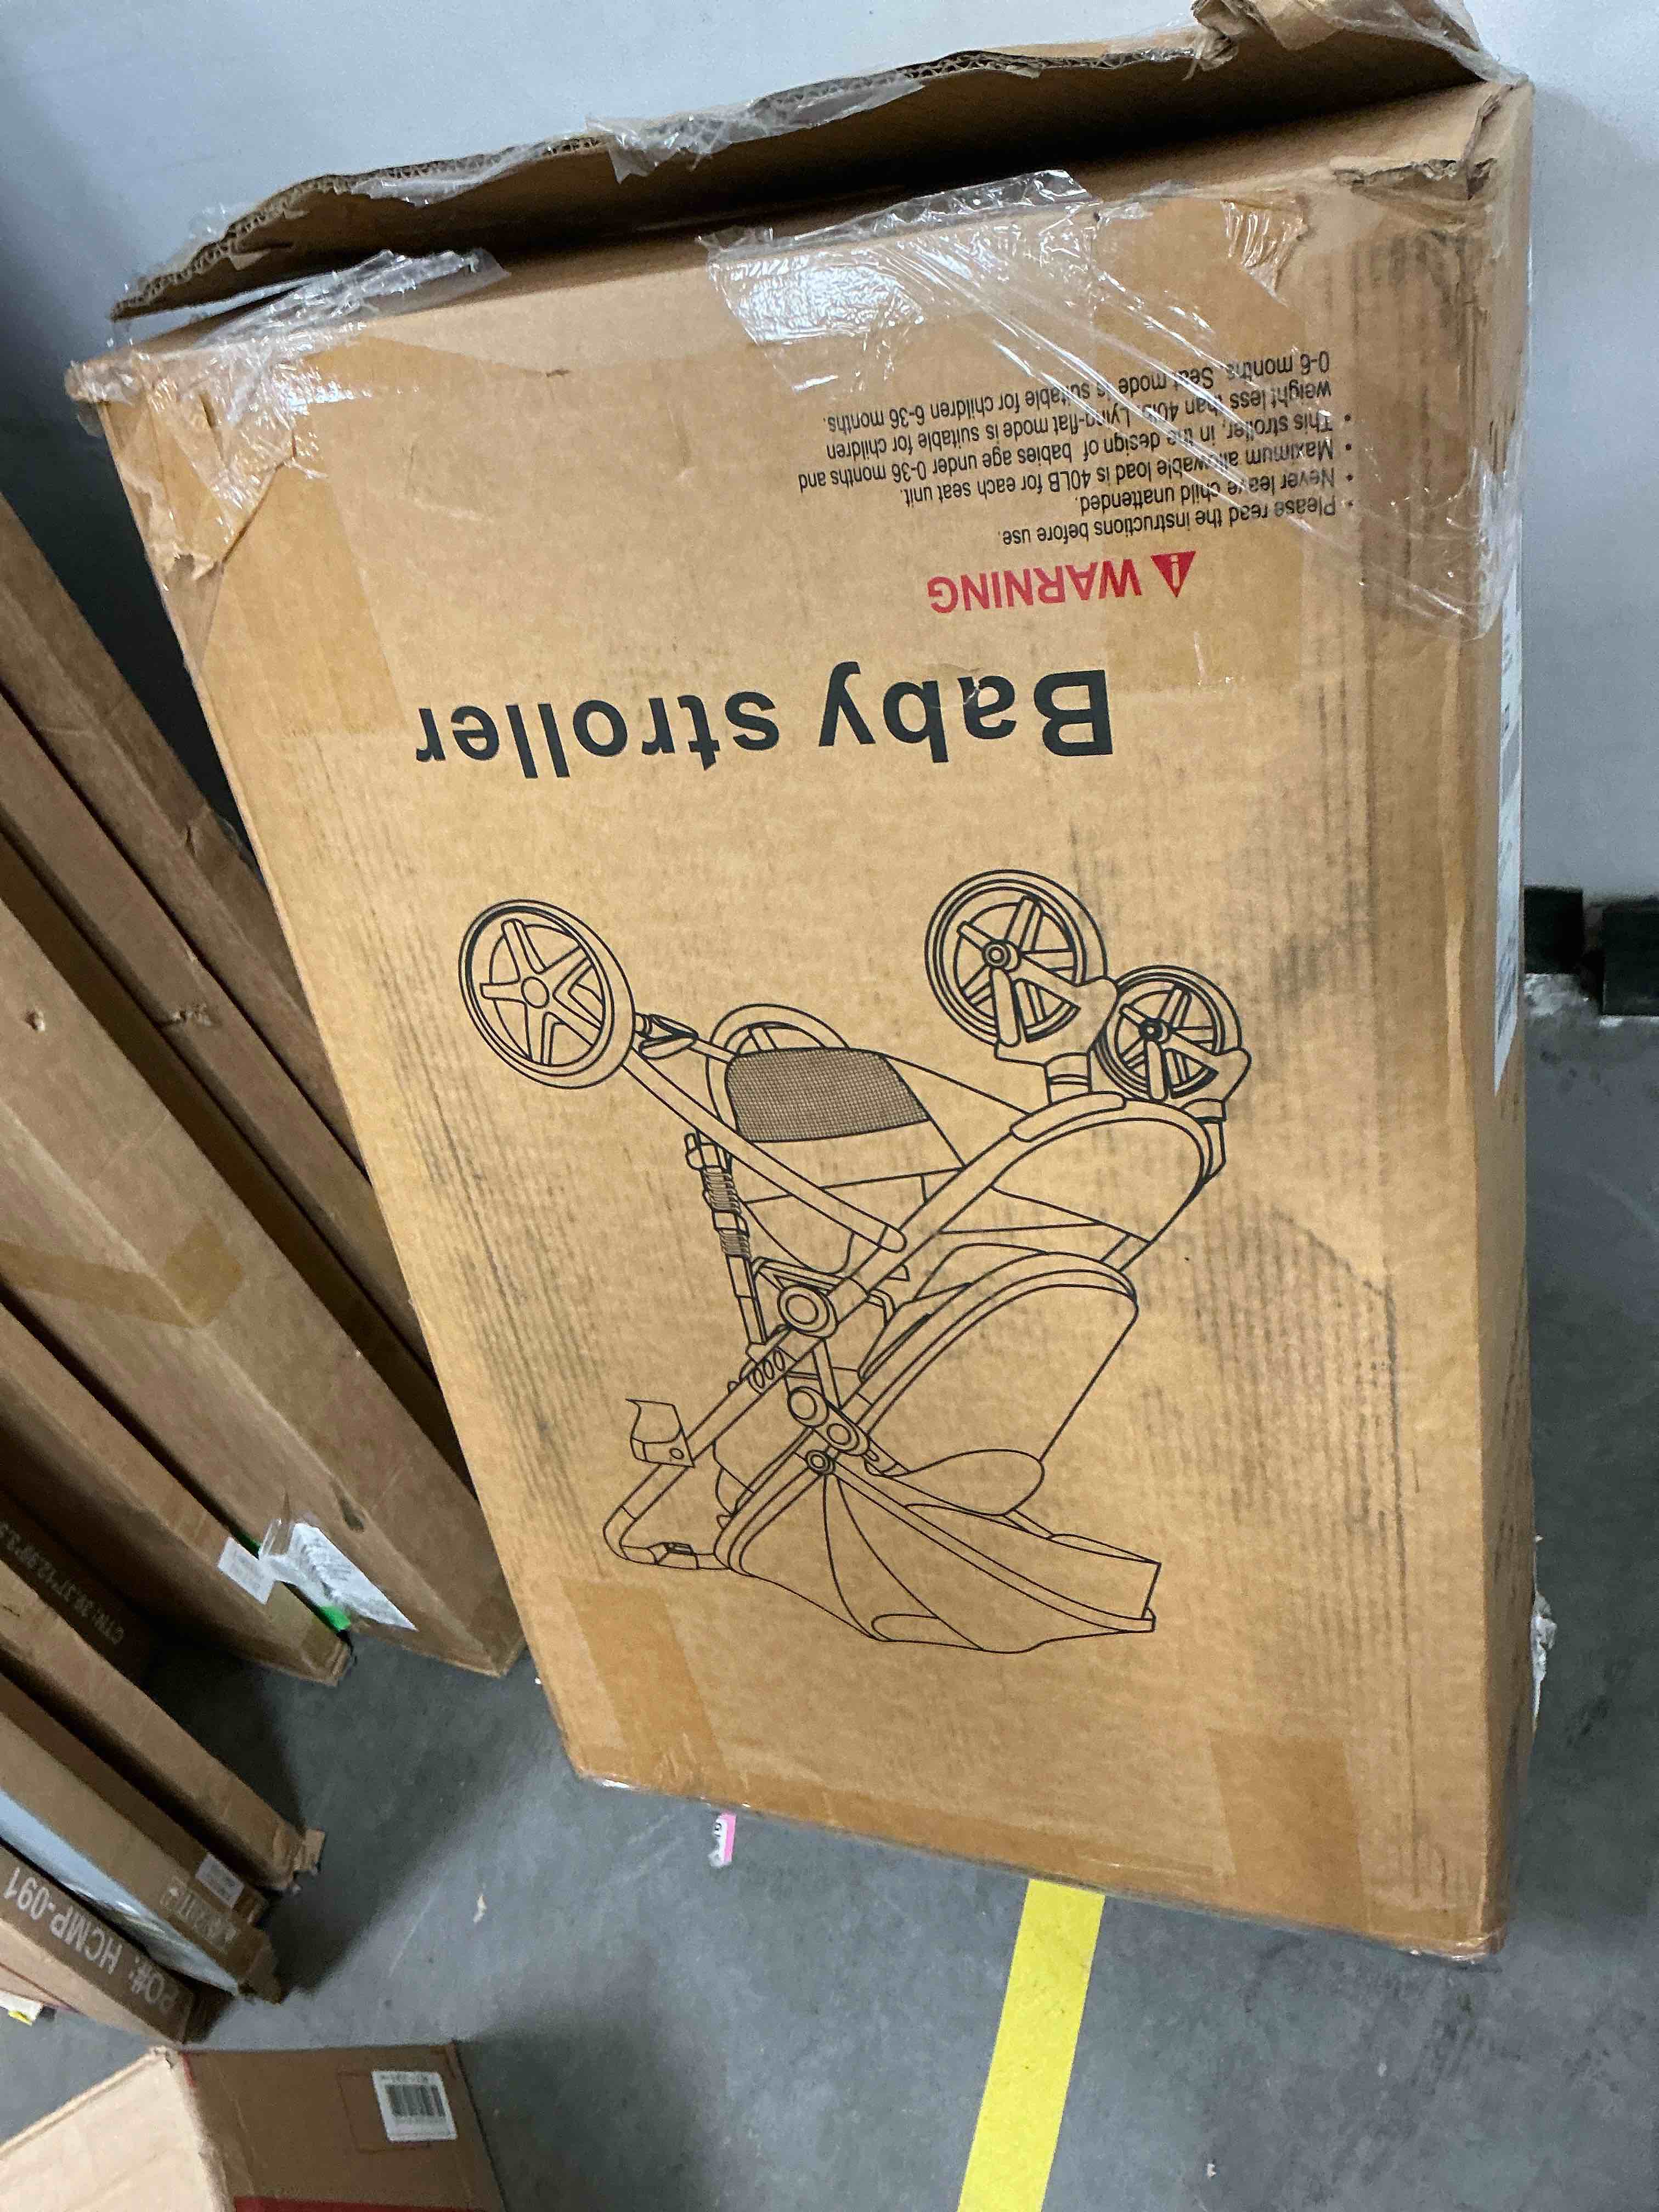 Baby stroller
WARNING
• Please read the instructions before use.
• Never leave child unattended.
• Maximum allowable load is 40LB for each seat unit.
• This stroller, in the design of babies age under 0-36 months and
weight less than 40lb. Lying-flat mode is suitable for children
0-6 months. Seat mode is suitable for children 6-36 months.
PO#: HCMP-091